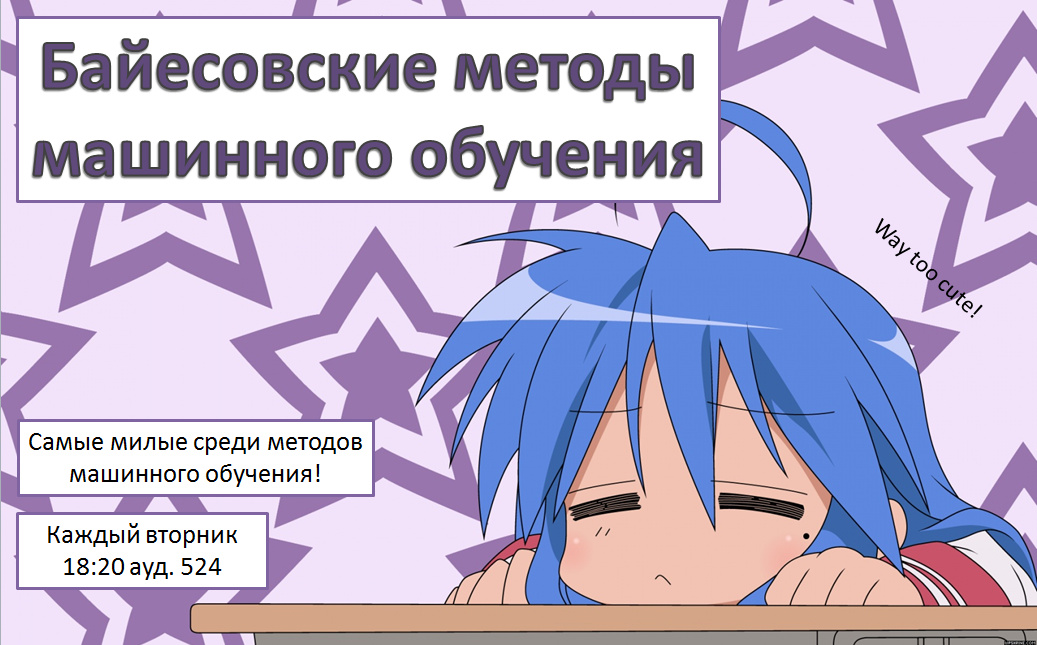 Байесовские методы
машинного обучения
Way too cute!
Самые милые среди методов
машинного обучения!
Каждый вторник
18:20 ауд. 524